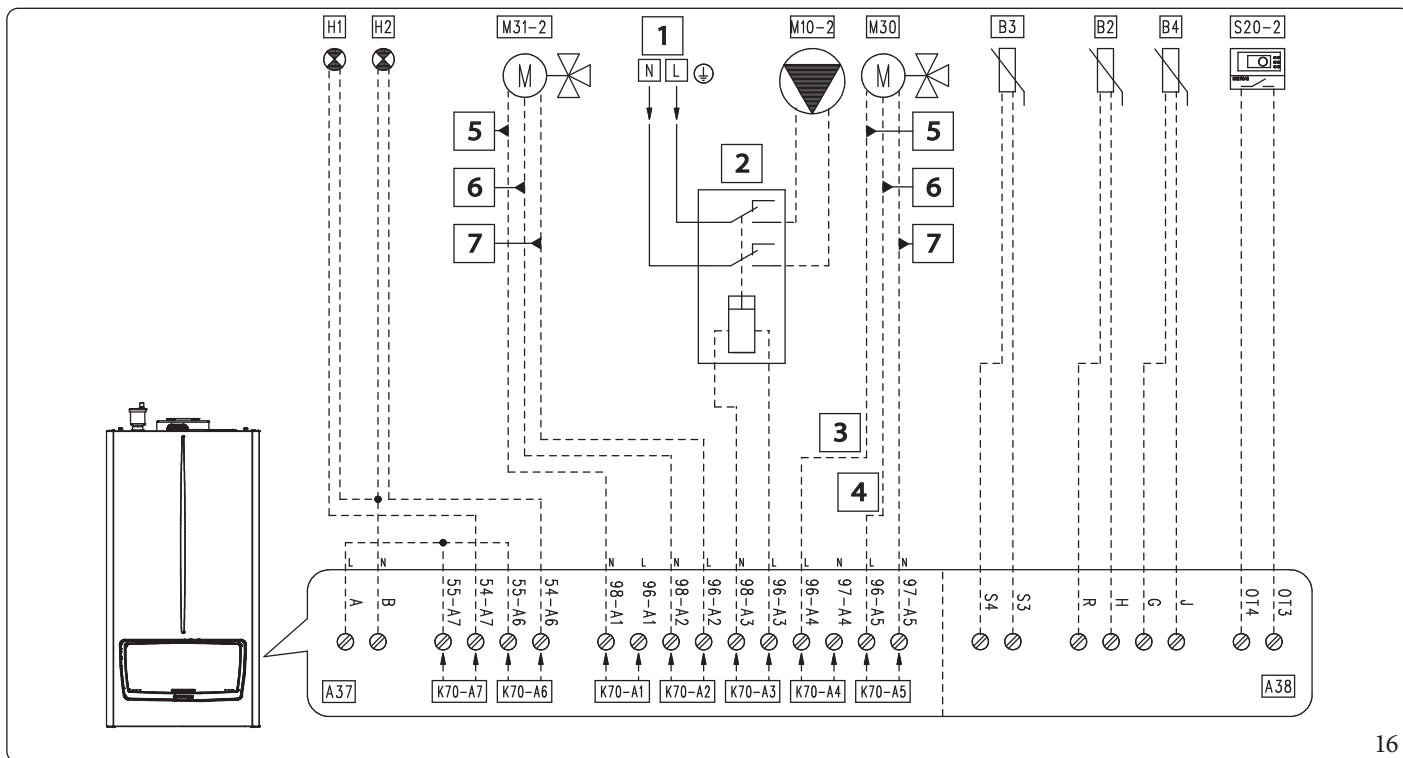 H1 H2 M31-2 1 M10-2 M30 B3 B2 B4 S20-2
N L
M M
5 5
2
6 6
7 7
3
4
L N N L N L N L L N L N
A B 55-A7 54-A7 55-A6 54-A6 98-A1 96-A1 98-A2 96-A2 98-A3 96-A3 96-A4 97-A4 96-A5 97-A5 S4 S3 R H G J OT4 OT3
A37 K70-A7 K70-A6 K70-A1 K70-A2 K70-A3 K70-A4 K70-A5 A38
16